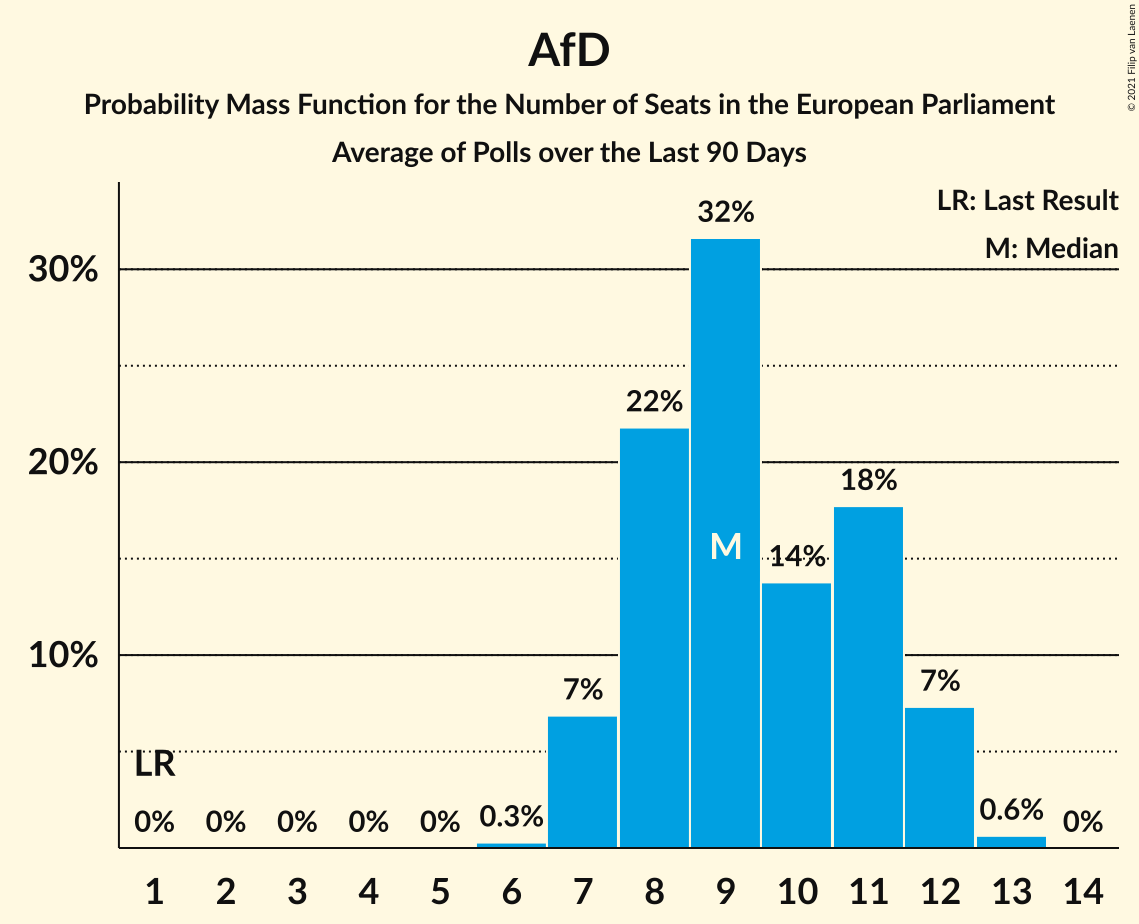 AfD
Probability Mass Function for the Number of Seats in the European Parliament
Average of Polls over the Last 90 Days
© 2021 Filip van Laenen
LR: Last Result
M: Median
30%
20%
10%
32%
22%
18%
14%
7%
7%
M
LR
0%
0%
0%
0%
0%
0.3%
0.6%
0%
1 2 3 4 5 6 7 8 9 10 11 12 13 14